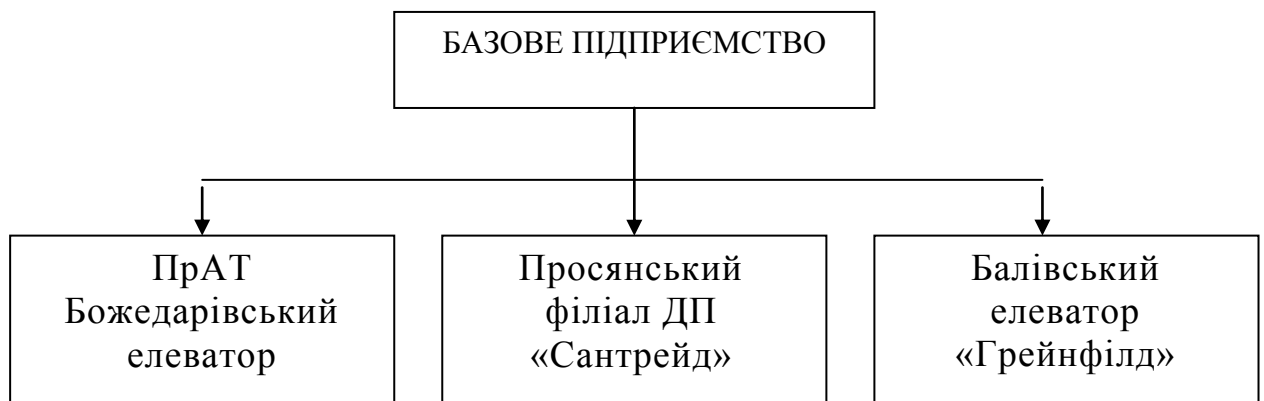 БАЗОВЕ ПІДПРИЄМСТВО
ПрАТ
Божедарівський
елеватор
Просянський
філіал ДП
«Сантрейд»
Балівський
елеватор
«Грейнфілд»